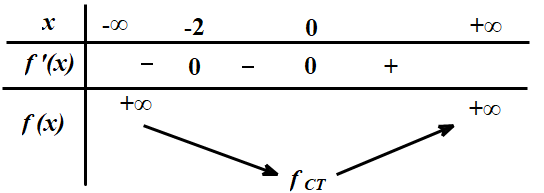 x -∞ -2 0 +∞
f '(x) − 0 − 0 +
+∞ +∞
f(x)
f CT